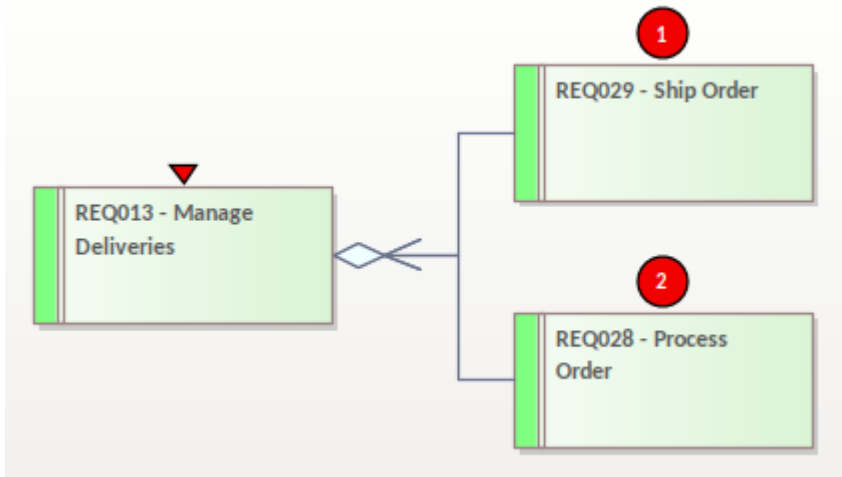 1
REQ029 - Ship Order
REQ013 - Manage
Deliveries
2
REQ028 - Process
Order